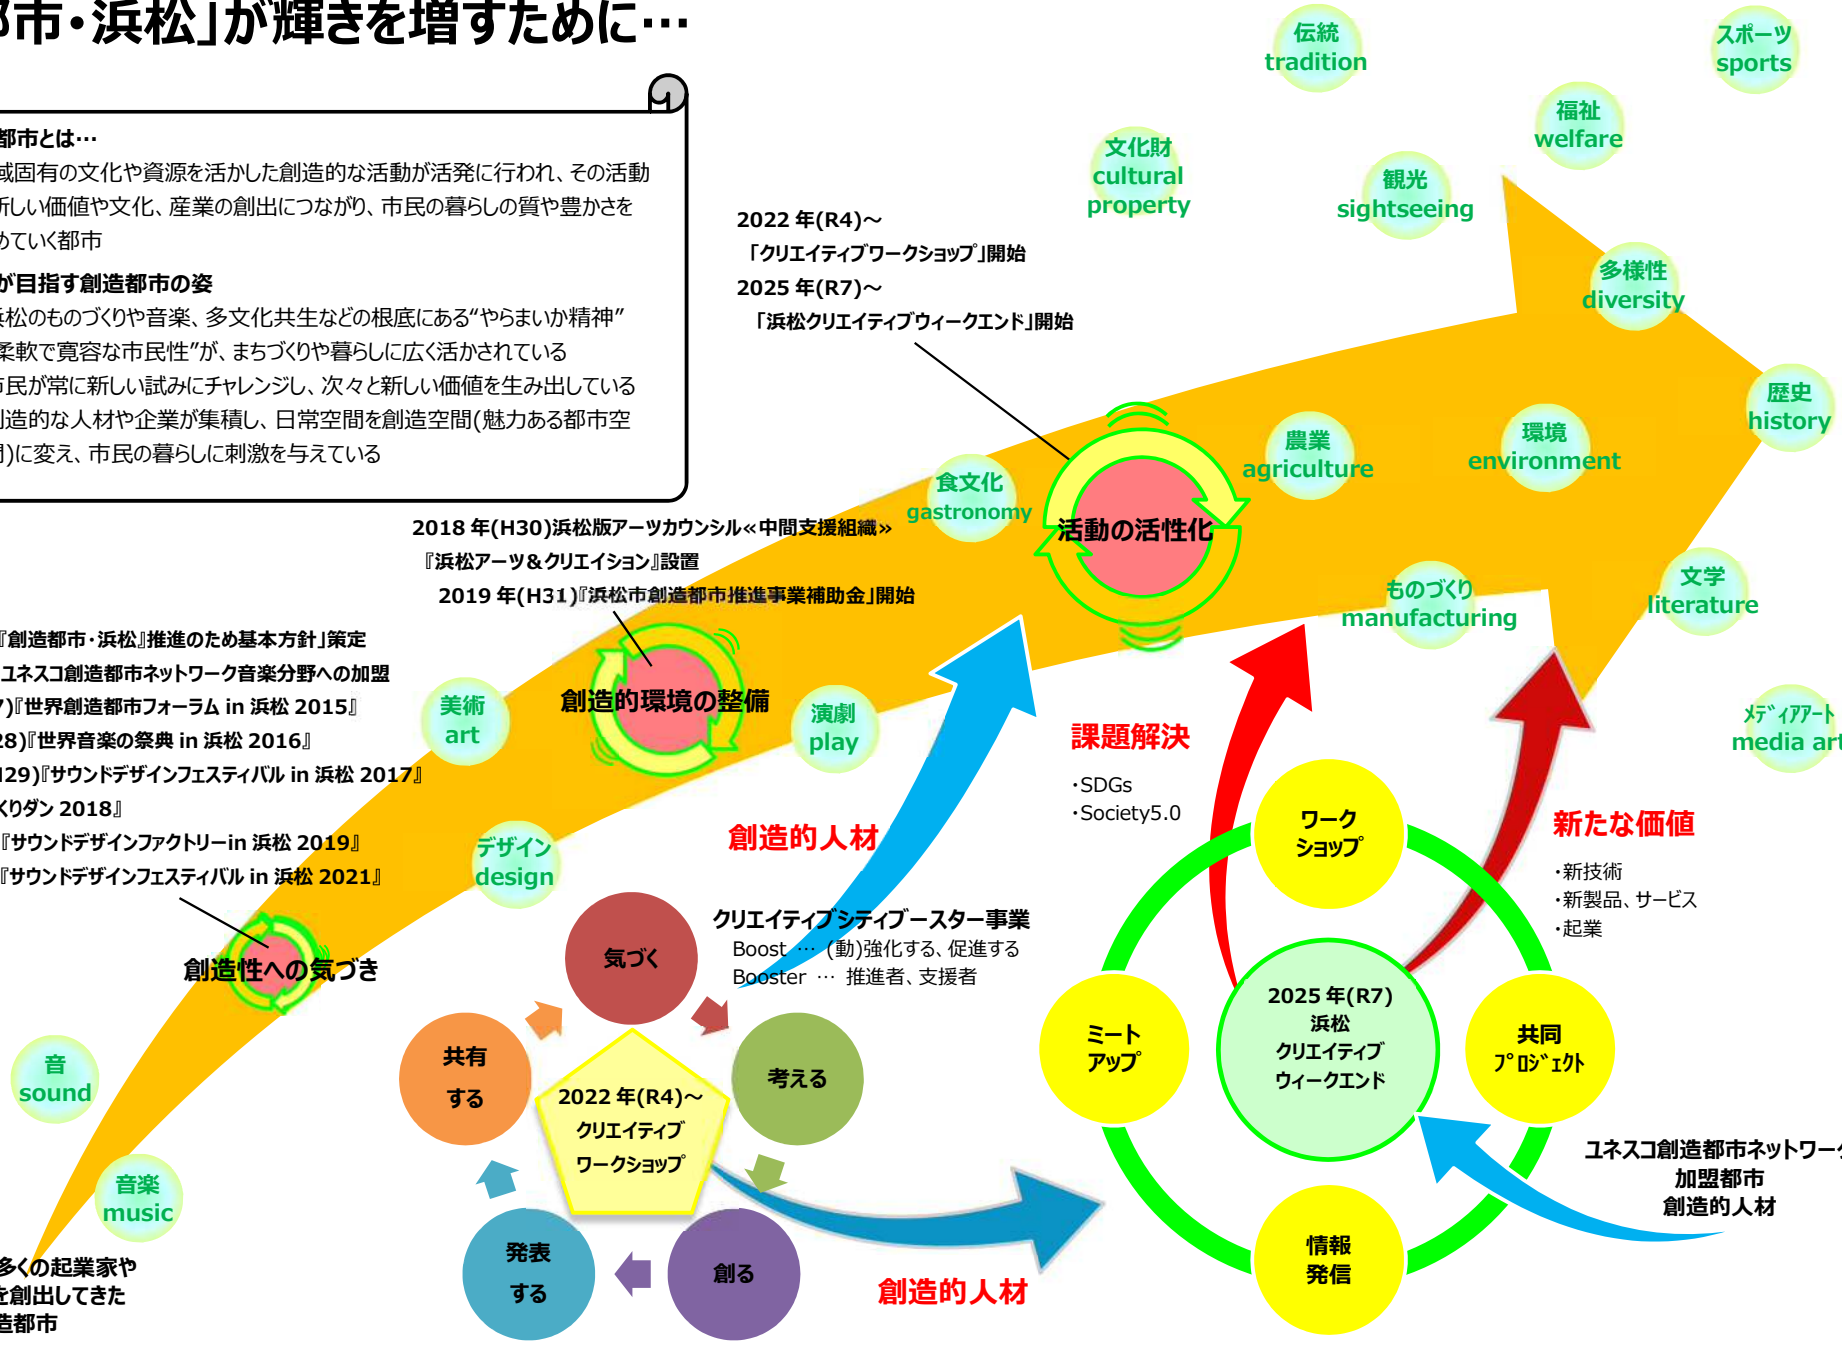 都市・浜松」が輝きを増すために…
都市とは…
域固有の文化や資源を活かした創造的な活動が活発に行われ、その活動
新しい価値や文化、産業の創出につながり、市民の暮らしの質や豊かさを
めていく都市
が目指す創造都市の姿
浜松のものづくりや音楽、多文化共生などの根底にある“やらまいか精神”
柔軟で寛容な市民性”が、まちづくりや暮らしに広く活かされている
市民が常に新しい試みにチャレンジし、次々と新しい価値を生み出している
創造的な人材や企業が集積し、日常空間を創造空間(魅力ある都市空
間)に変え、市民の暮らしに刺激を与えている
伝統
tradition
スポーツ
sports
福祉
welfare
文化財
cultural
property
観光
sightseeing
2022 年(R4)～
「クリエイティブワークショップ」開始
2025 年(R7)～
「浜松クリエイティブウィークエンド」開始
多様性
diversity
歴史
history
農業
agriculture
環境
environment
食文化
gastronomy
活動の活性化
2018 年(H30)浜松版アーツカウンシル«中間支援組織»
『浜松アーツ&クリエイション』設置
2019 年(H31)『浜松市創造都市推進事業補助金」開始
ものづくり
manufacturing
文学
literature
『創造都市・浜松』推進のため基本方針」策定
ユネスコ創造都市ネットワーク音楽分野への加盟
7)『世界創造都市フォーラム in 浜松 2015』
28)『世界音楽の祭典 in 浜松 2016』
H29)『サウンドデザインフェスティバル in 浜松 2017』
くりダン 2018』
『サウンドデザインファクトリーin 浜松 2019』
『サウンドデザインフェスティバル in 浜松 2021』
美術
art
創造的環境の整備
演劇
play
メディアアート
media art
課題解決
・SDGs
・Society5.0
新たな価値
・新技術
・新製品、サービス
・起業
デザイン
design
創造的人材
クリエイティブシティブースター事業
Boost … (動)強化する、促進する
Booster … 推進者、支援者
創造性への気づき
気づく
考える
創る
発表
する
共有
する
2022 年(R4)～
クリエイティブ
ワークショップ
ワーク
ショップ
ミート
アップ
2025 年(R7)
浜松
クリエイティブ
ウィークエンド
共同
プロジェクト
情報
発信
ユネスコ創造都市ネットワーク
加盟都市
創造的人材
創造的人材
音
sound
音楽
music
多くの起業家や
を創出してきた
造都市